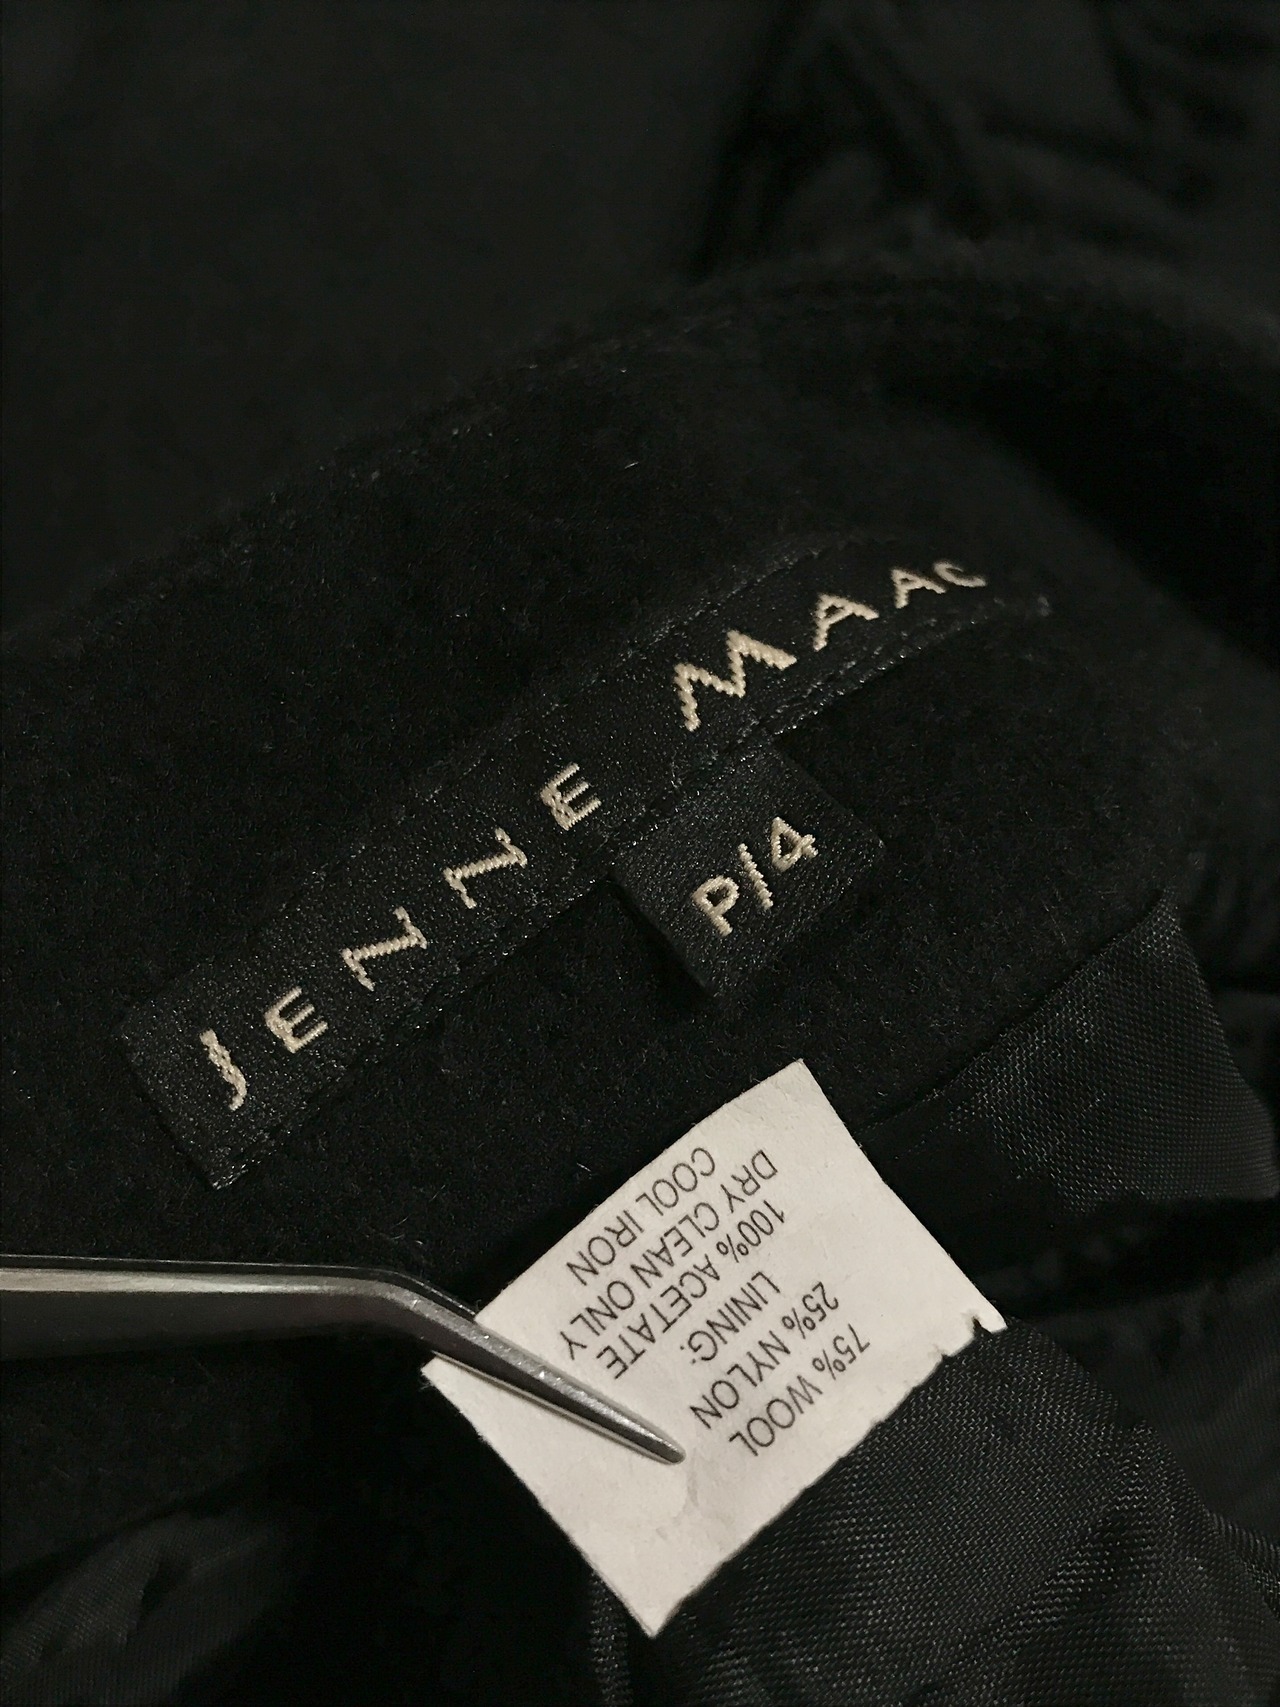 JENNE MAAC
P/4
75% WOOL
25% NYLON
LINING:
100% ACETATE
DRY CLEAN ONLY
COOL IRON